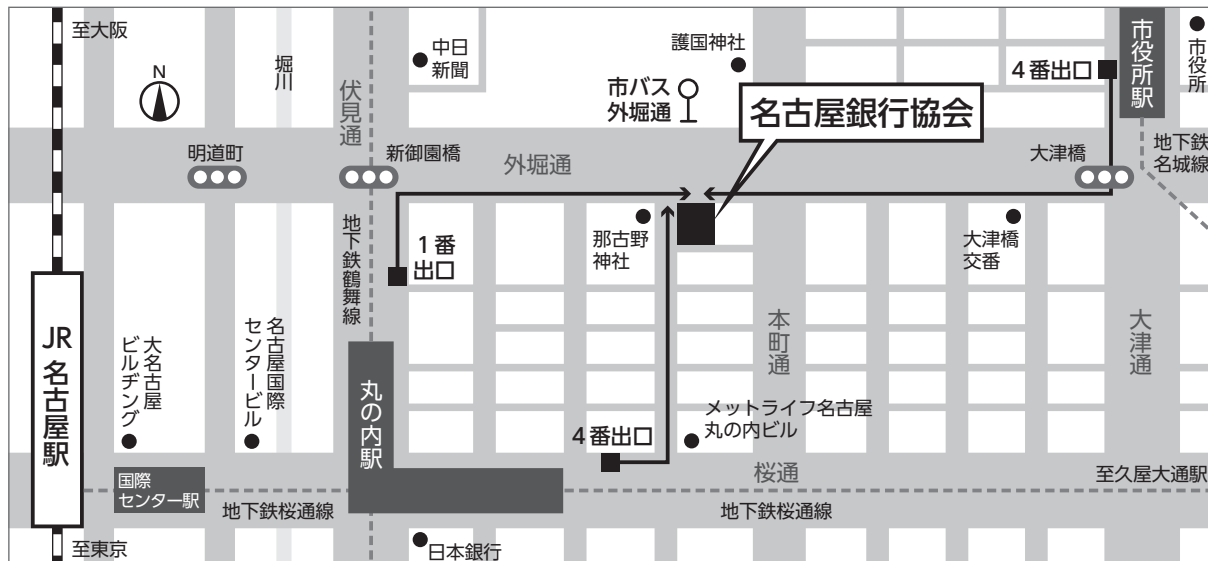 至大阪
N
堀川
伏見通
中日
新聞
護国神社
市バス
外堀通
4番出口
市役所駅
市役所
名古屋銀行協会
明道町
新御園橋
外堀通
大津橋
地下鉄
名城線
地下鉄鶴舞線
1番
出口
那古野
神社
大津橋
交番
JR 名古屋駅
大名古屋
ビルヂング
名古屋国際
センタービル
丸の内駅
本町通
大津通
4番出口
メットライフ名古屋
丸の内ビル
国際
センター駅
桜通
至久屋大通駅
地下鉄桜通線
地下鉄桜通線
至東京
日本銀行